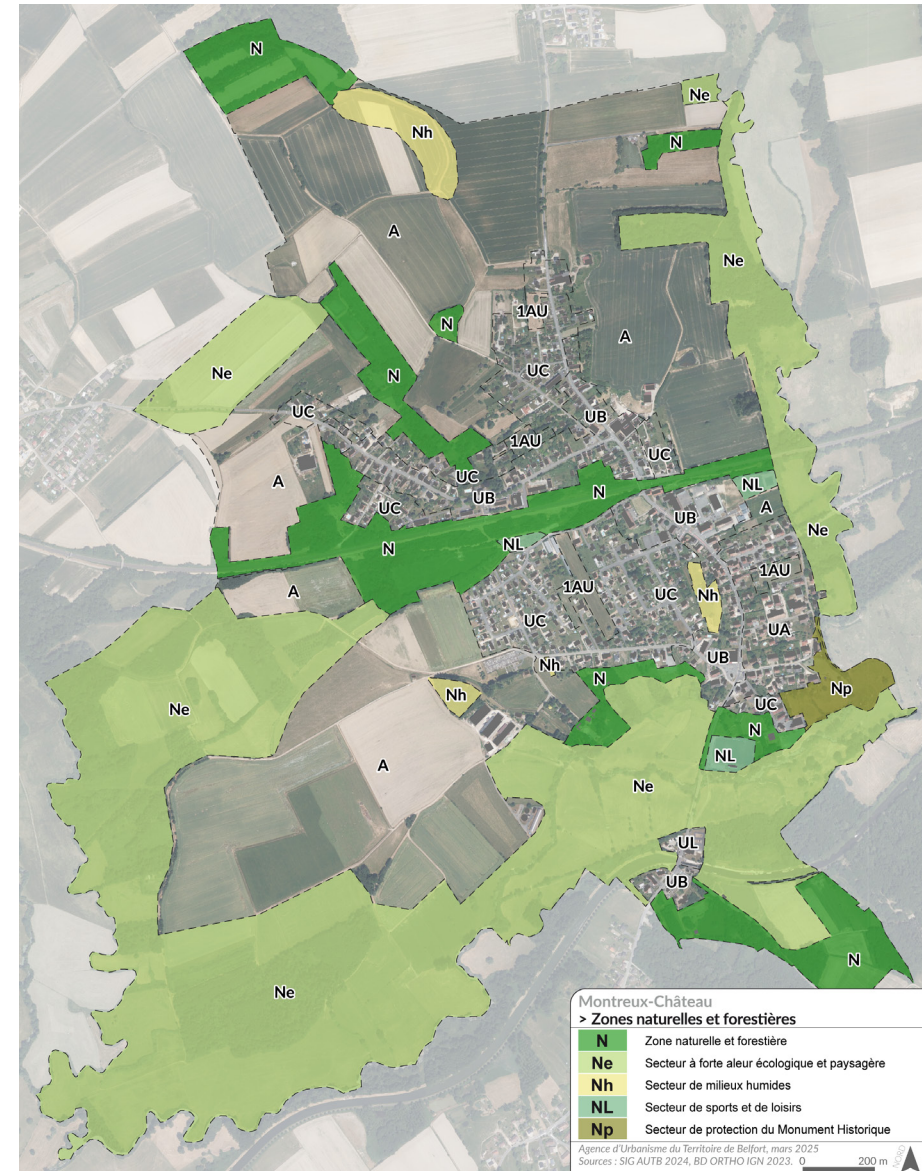 N
Nh
Ne
N
A
Ne
1AU
N
A
Ne
N
UC
UC
UB
1AU
UC
UC
A
UB
N
NL
UC
UB
A
N
NL
Ne
A
1AU
1AU
UC
Nh
UC
UA
Nh
UB
N
Np
Ne
Nh
UC
N
A
NL
Ne
UL
UB
N
Ne
Montreux-Château
> Zones naturelles et forestières
N Zone naturelle et forestière
Ne Secteur à forte aleur écologique et paysagère
Nh Secteur de milieux humides
NL Secteur de sports et de loisirs
Np Secteur de protection du Monument Historique
Agence d'Urbanisme du Territoire de Belfort, mars 2025
Sources : SIG AUTB 2024, BD ORTHO IGN 2023. 0 200 m
NORD